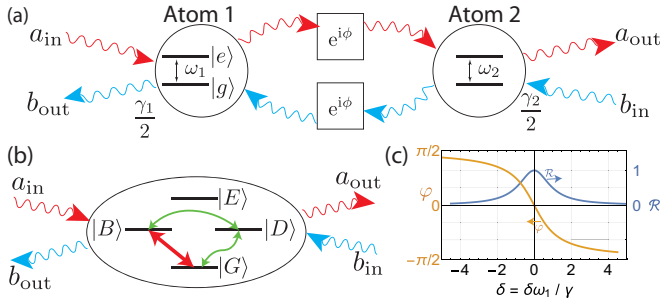 (a) Atom 1 Atom 2
a_in e^{iϕ} a_out
|e⟩
ω_1 ω_2
|g⟩
b_out γ_1/2 e^{iϕ} γ_2/2 b_in
(b) (c)
a_in |E⟩ a_out
|B⟩ |D⟩
b_out |G⟩ b_in
π/2
R 1
φ 0 0 R
φ
-π/2
-4 -2 0 2 4
δ = δω_1 / γ